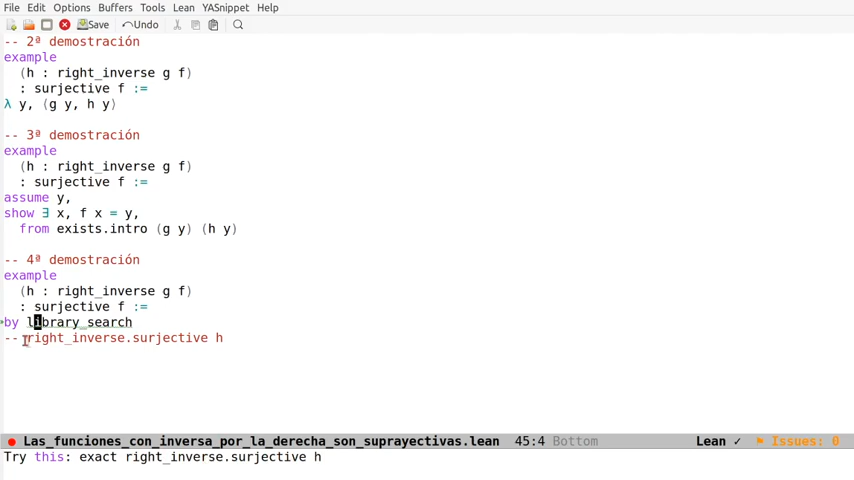 File Edit Options Buffers Tools Lean YASnippet Help
Save Undo
-- 2ª demostración
example
(h : right_inverse g f)
: surjective f :=
λ y, ⟨g y, h y⟩
-- 3ª demostración
example
(h : right_inverse g f)
: surjective f :=
assume y,
show ∃ x, f x = y,
from exists.intro (g y) (h y)
-- 4ª demostración
example
(h : right_inverse g f)
: surjective f :=
by library_search
-- right_inverse.surjective h
Las_funciones_con_inversa_por_la_derecha_son_suprayectivas.lean 45:4 Bottom Lean ✓ Issues: 0
Try this: exact right_inverse.surjective h